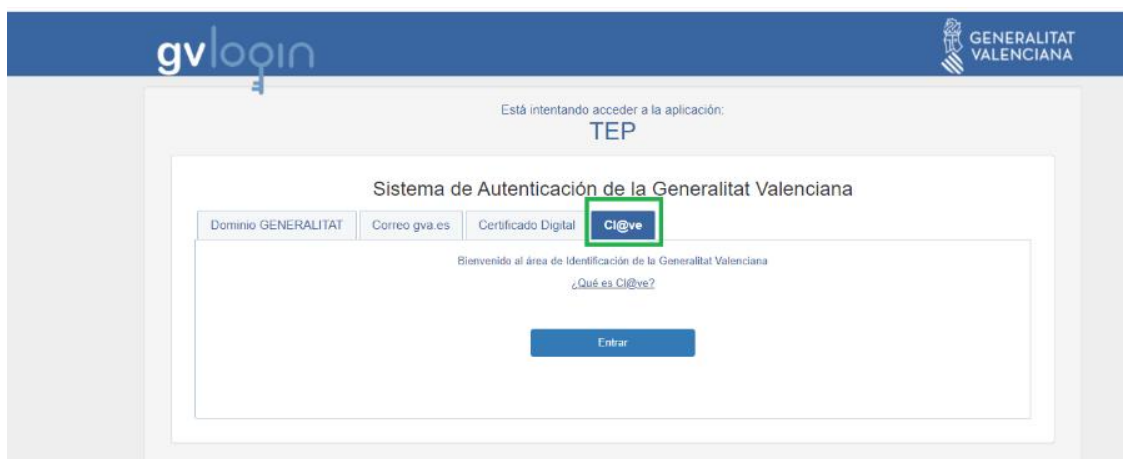 gvlogin
GENERALITAT
VALENCIANA
Está intentando acceder a la aplicación:
TEP
Sistema de Autenticación de la Generalitat Valenciana
Dominio GENERALITAT
Correo gva.es
Certificado Digital
Cl@ve
Bienvenido al área de Identificación de la Generalitat Valenciana
¿Qué es Cl@ve?
Entrar